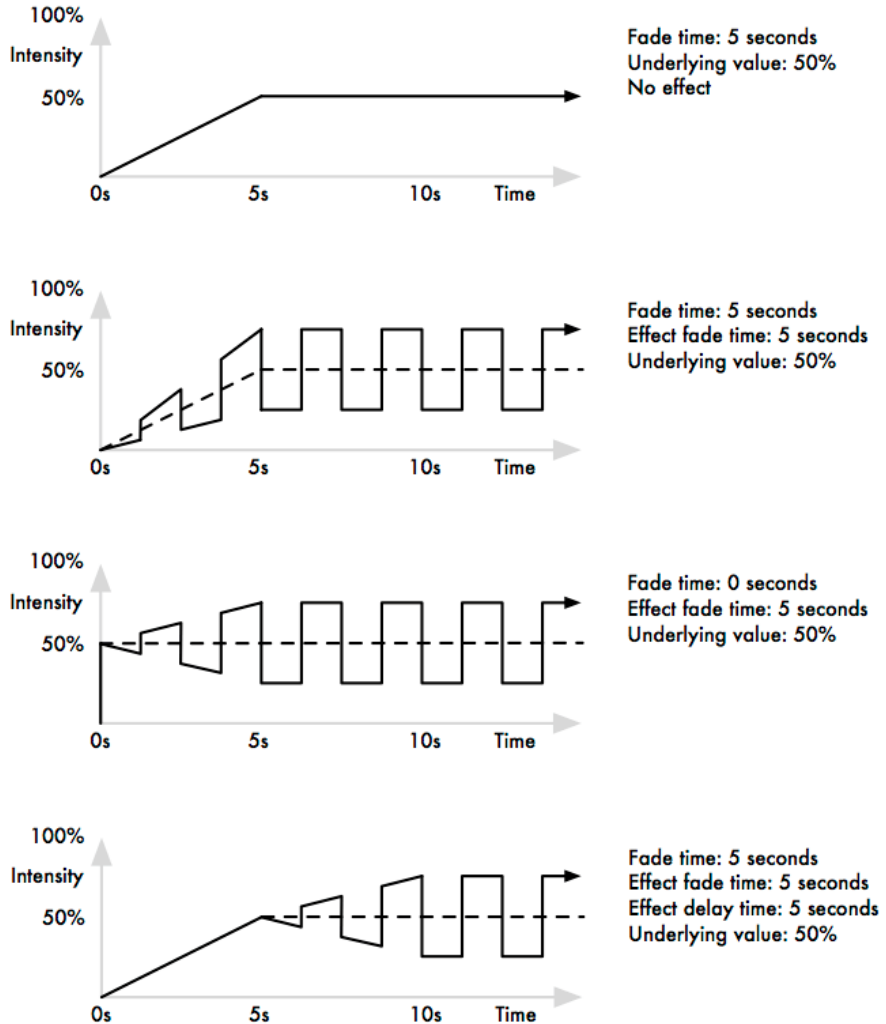 100%
Intensity
50%
0s 5s 10s Time
Fade time: 5 seconds
Underlying value: 50%
No effect
100%
Intensity
50%
0s 5s 10s Time
Fade time: 5 seconds
Effect fade time: 5 seconds
Underlying value: 50%
100%
Intensity
50%
0s 5s 10s Time
Fade time: 0 seconds
Effect fade time: 5 seconds
Underlying value: 50%
100%
Intensity
50%
0s 5s 10s Time
Fade time: 5 seconds
Effect fade time: 5 seconds
Effect delay time: 5 seconds
Underlying value: 50%